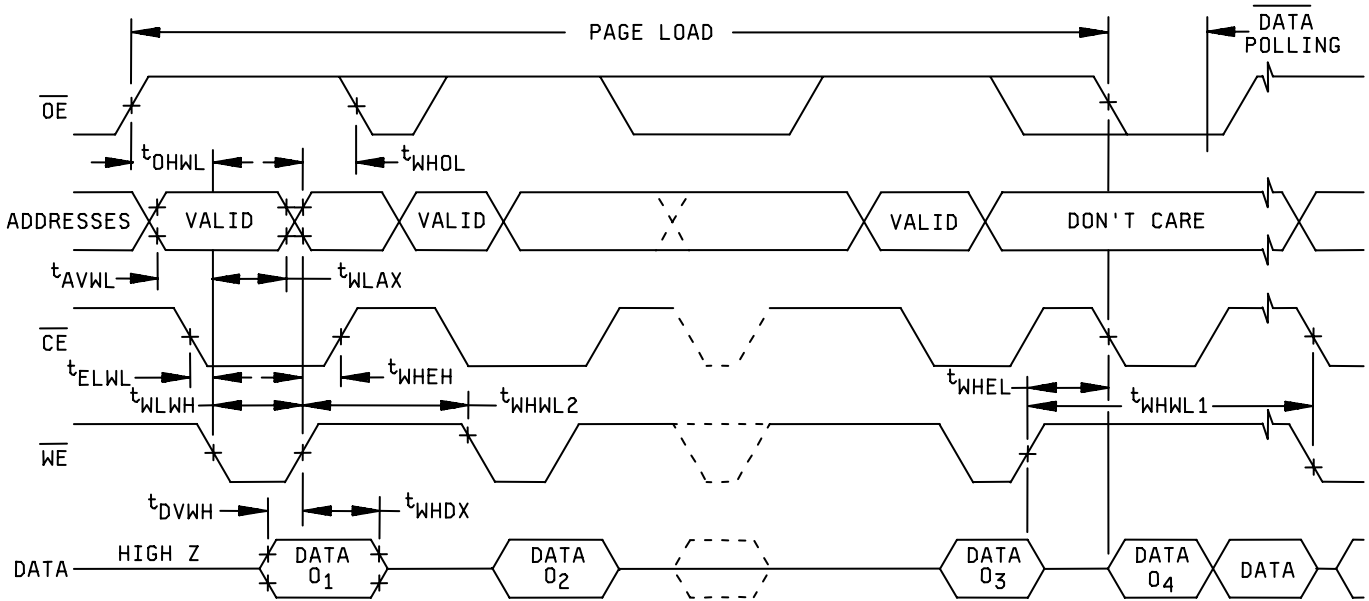 PAGE LOAD
DATA
POLLING
OE
tOHWL
tWHOL
ADDRESSES
VALID
VALID
VALID
DON'T CARE
tAVWL
tWLAX
CE
tELWL
tWHEH
tWHEL
tWLWH
tWHWL2
tWHWL1
WE
tDVWH
tWHDX
DATA
HIGH Z
DATA
O1
DATA
O2
DATA
O3
DATA
O4
DATA